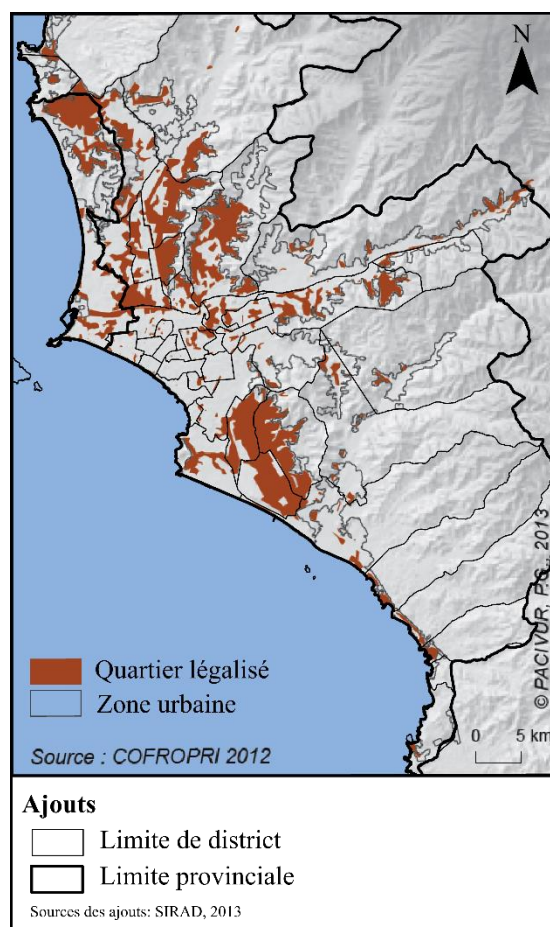 N
Quartier légalisé
Zone urbaine
Source : COFROPRI 2012
0 5 km
© PACIVUR, P.G., 2013
Ajouts
Limite de district
Limite provinciale
Sources des ajouts: SIRAD, 2013